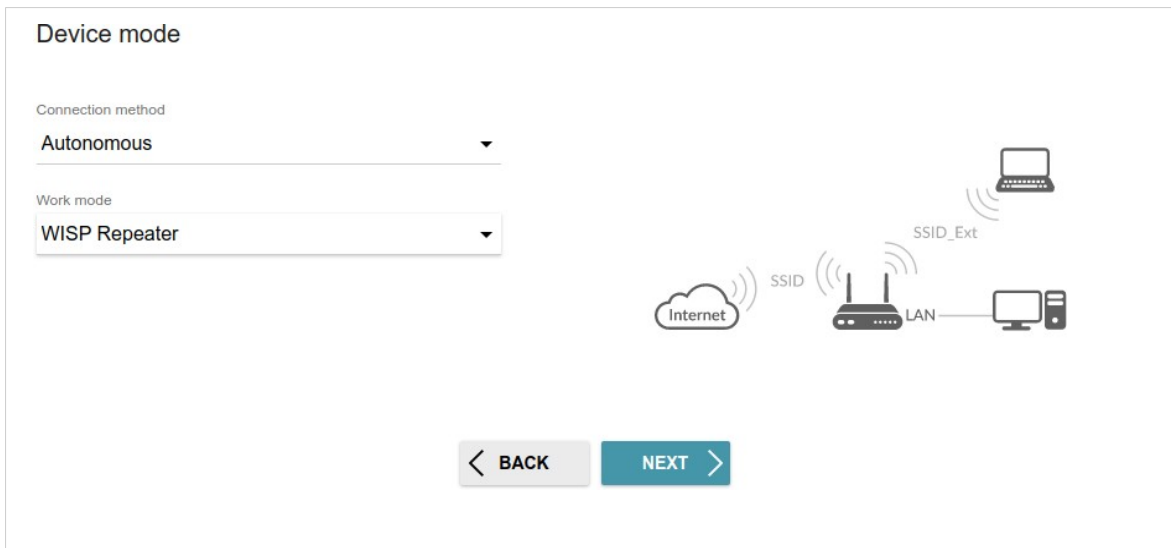 Device mode
Connection method
Autonomous
Work mode
WISP Repeater
SSID_Ext
SSID
Internet
LAN
BACK
NEXT